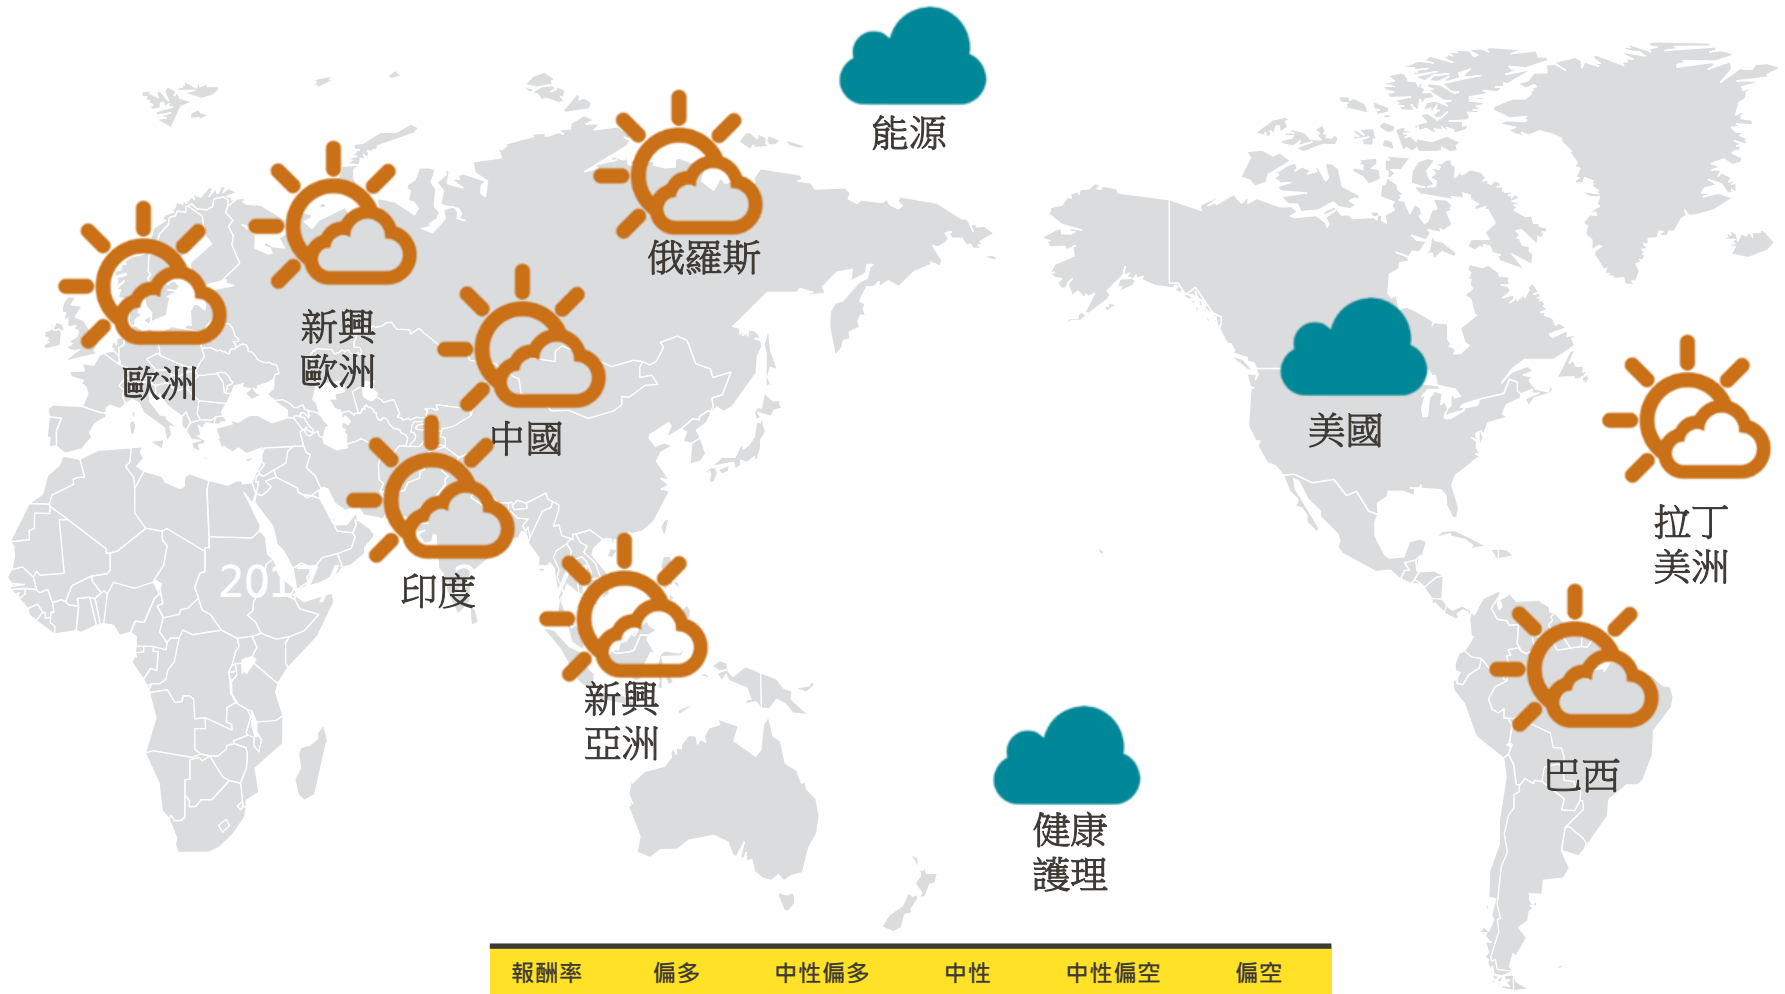 能源
俄羅斯
新興
歐洲
歐洲
中國
美國
拉丁
美洲
印度
2017
新興
亞洲
巴西
健康
護理
報酬率 偏多 中性偏多 中性 中性偏空 偏空